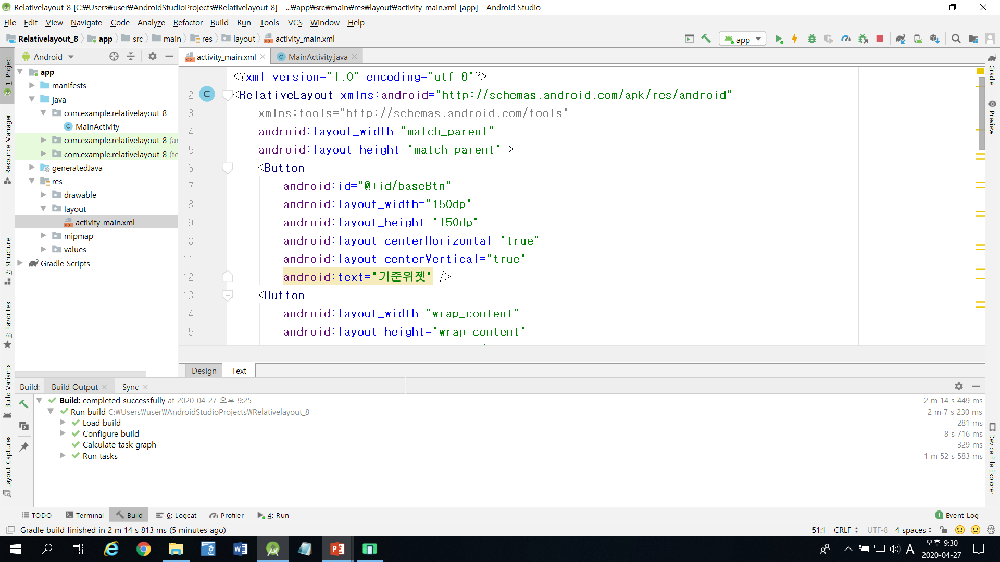 Relativelayout_8 [C:₩Users₩user₩AndroidStudioProjects₩Relativelayout_8] - ...₩app₩src₩main₩res₩layout₩activity_main.xml [app] - Android Studio
File Edit View Navigate Code Analyze Refactor Build Run Tools VCS Window Help
Relativelayout_8 app src main res layout activity_main.xml
app
Android
activity_main.xml
MainActivity.java
1: Project
Resource Manager
7: Structure
2: Favorites
Build Variants
Layout Captures
app
manifests
java
com.example.relativelayout_8
MainActivity
com.example.relativelayout_8 (ar
com.example.relativelayout_8 (te
generatedJava
res
drawable
layout
activity_main.xml
mipmap
values
Gradle Scripts
1 <?xml version="1.0" encoding="utf-8"?>
2 C <RelativeLayout xmlns:android="http://schemas.android.com/apk/res/android"
3 xmlns:tools="http://schemas.android.com/tools"
4 android:layout_width="match_parent"
5 android:layout_height="match_parent" >
6 <Button
7 android:id="@+id/baseBtn"
8 android:layout_width="150dp"
9 android:layout_height="150dp"
10 android:layout_centerHorizontal="true"
11 android:layout_centerVertical="true"
12 android:text="기준위젯" />
13 <Button
14 android:layout_width="wrap_content"
15 android:layout_height="wrap_content"
Gradle
Preview
Device File Explorer
Design Text
Build: Build Output Sync
Build: completed successfully at 2020-04-27 오후 9:25 2 m 14 s 449 ms
Run build C:₩Users₩user₩AndroidStudioProjects₩Relativelayout_8 2 m 7 s 230 ms
Load build 281 ms
Configure build 8 s 716 ms
Calculate task graph 329 ms
Run tasks 1 m 52 s 583 ms
TODO Terminal Build 6: Logcat Profiler 4: Run 1 Event Log
Gradle build finished in 2 m 14 s 813 ms (5 minutes ago) 51:1 CRLF UTF-8 4 spaces
A
오후 9:30
2020-04-27